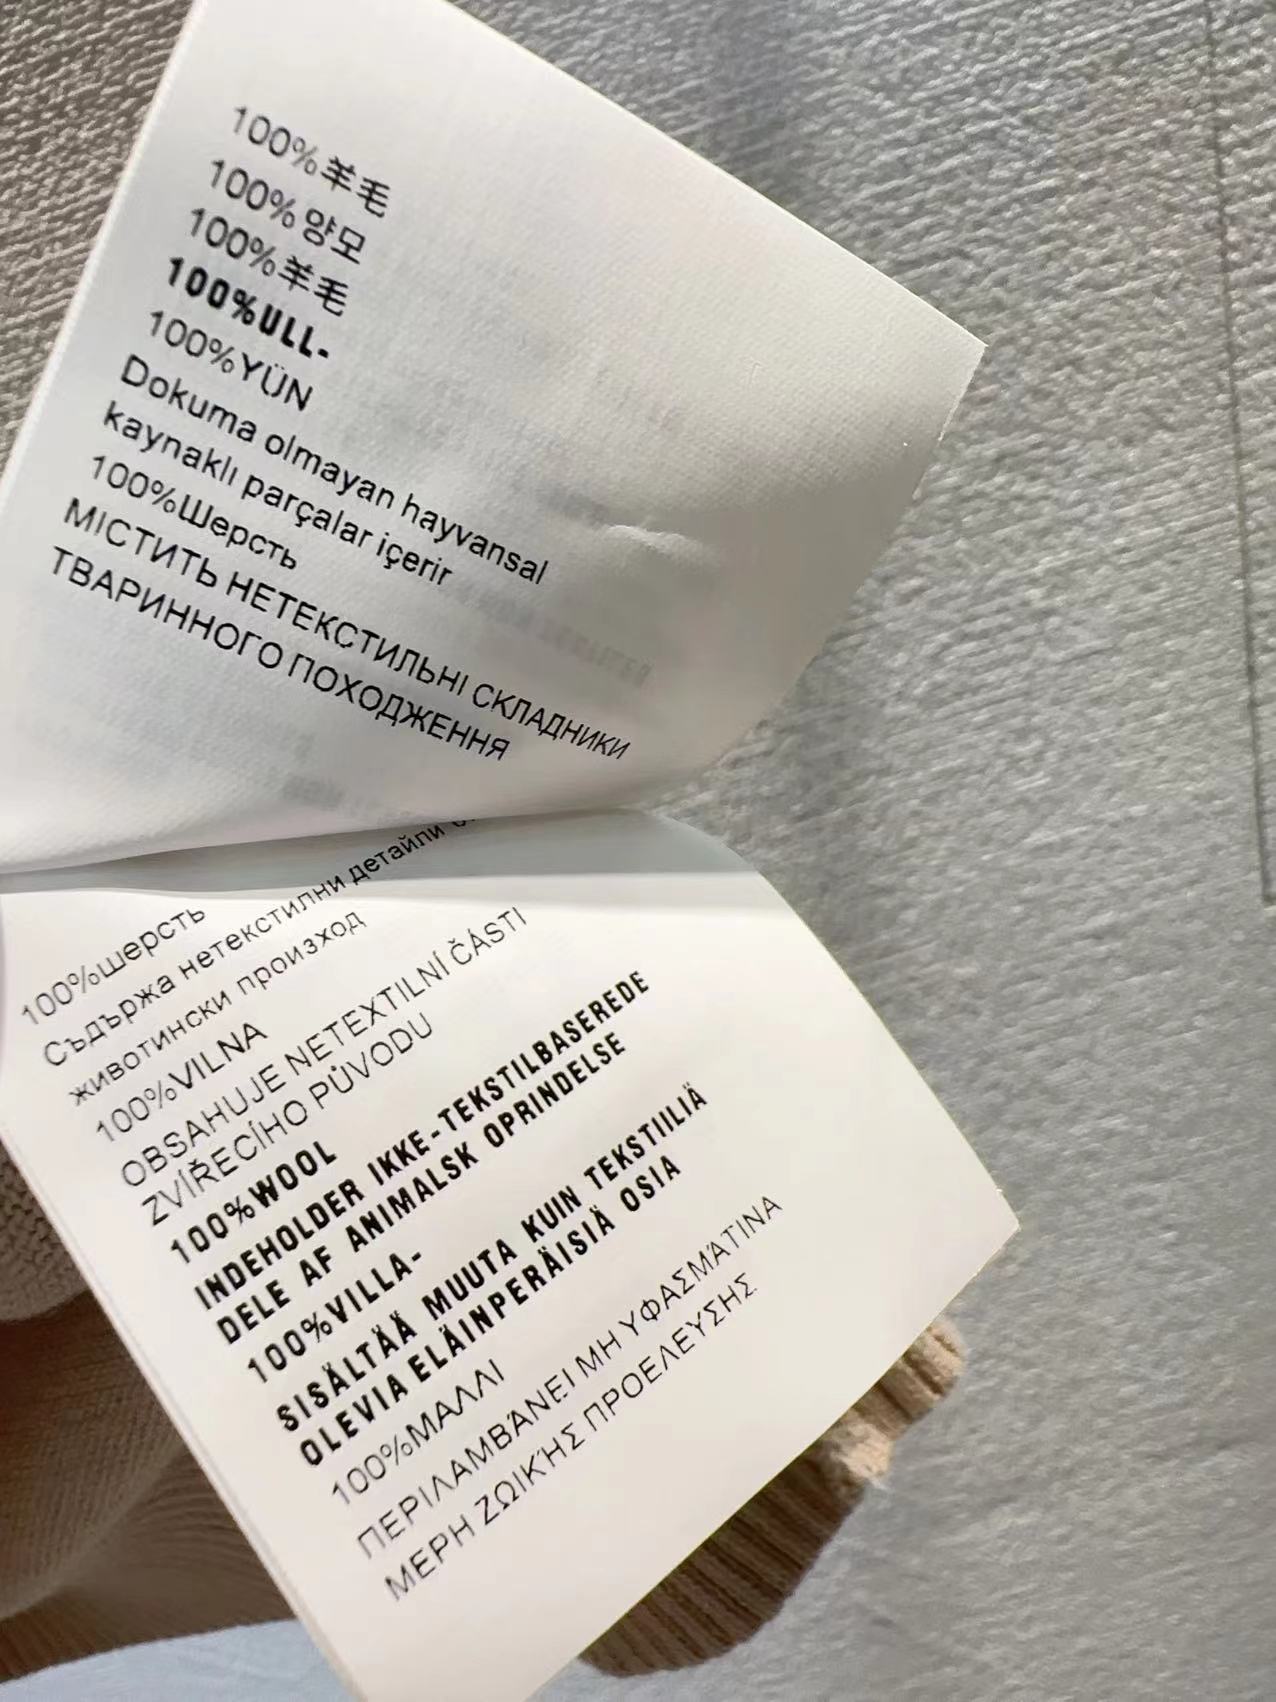 100%羊毛
100%양모
100%羊毛
100%ULL-
100%YÜN
Dokuma olmayan hayvansal
kaynaklı parçalar içerir
100%Шерсть
МІСТИТЬ НЕТЕКСТИЛЬНІ СКЛАДНИКИ
ТВАРИННОГО ПОХОДЖЕННЯ
100%шерсть
Съдържа нетекстилни детайли
животински произход
100%VILNA
OBSAHUJE NETEXTILNÍ ČÁSTI
ZVÍŘECÍHO PŮVODU
100%WOOL
INDEHOLDER IKKE-TEKSTILBASEREDE
DELE AF ANIMALSK OPRINDELSE
100%VILLA-
SISÄLTÄÄ MUUTA KUIN TEKSTIILIÄ
OLEVIA ELÄINPERÄISIÄ OSIA
100%ΜΑΛΛΙ
ΠΕΡΙΛΑΜΒΆΝΕΙ ΜΗ ΥΦΑΣΜΆΤΙΝΑ
ΜΕΡΗ ΖΩΙΚΉΣ ΠΡΟΕΛΕΥΣΗΣ